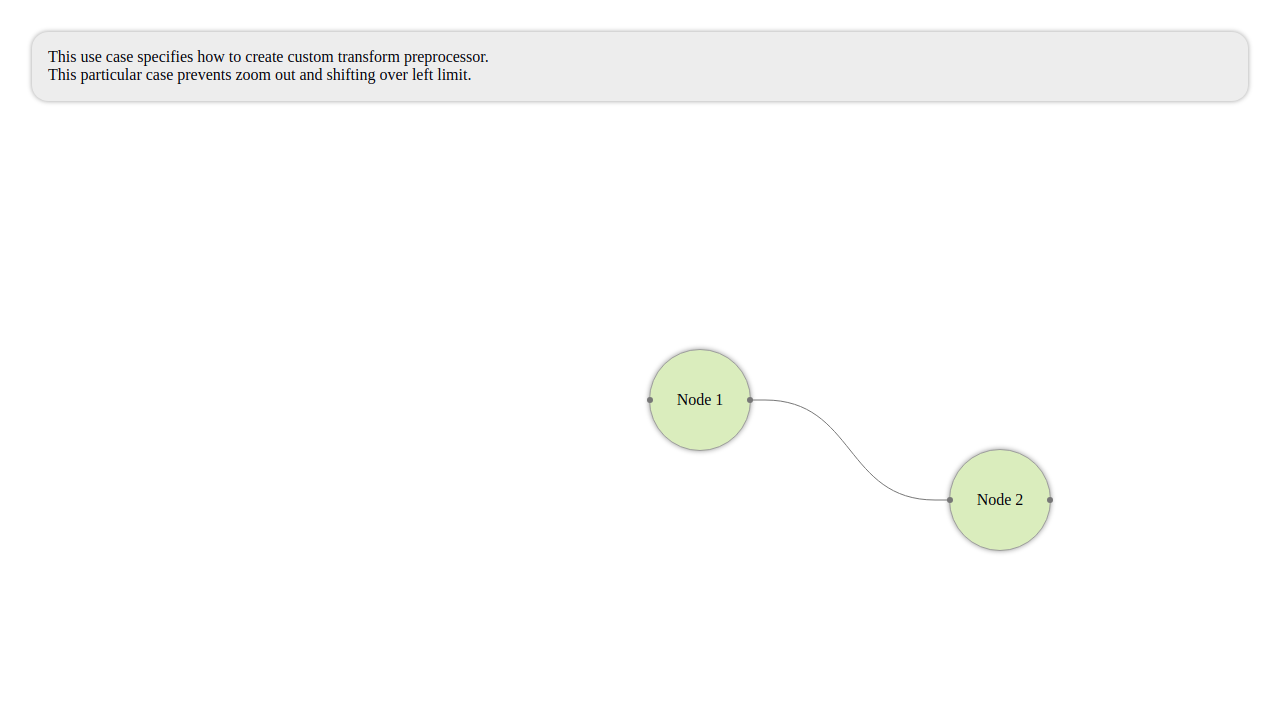 This use case specifies how to create custom transform preprocessor.
This particular case prevents zoom out and shifting over left limit.
Node 1
Node 2